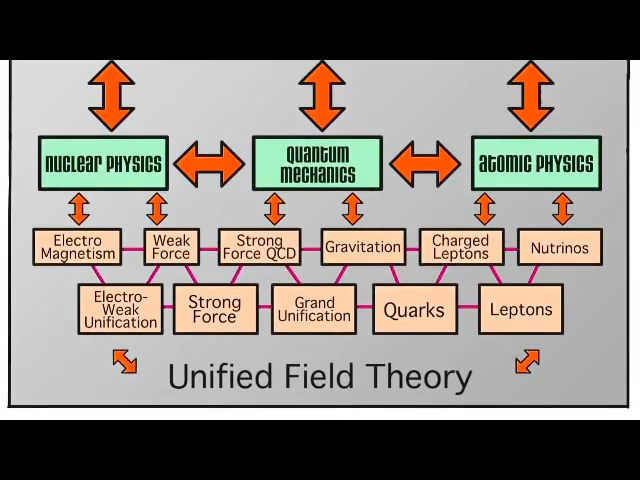 NUCLEAR PHYSICS
QUANTUM
MECHANICS
ATOMIC PHYSICS
Electro
Magnetism
Weak
Force
Strong
Force QCD
Gravitation
Charged
Leptons
Nutrinos
Electro-
Weak
Unification
Strong
Force
Grand
Unification
Quarks
Leptons
Unified Field Theory